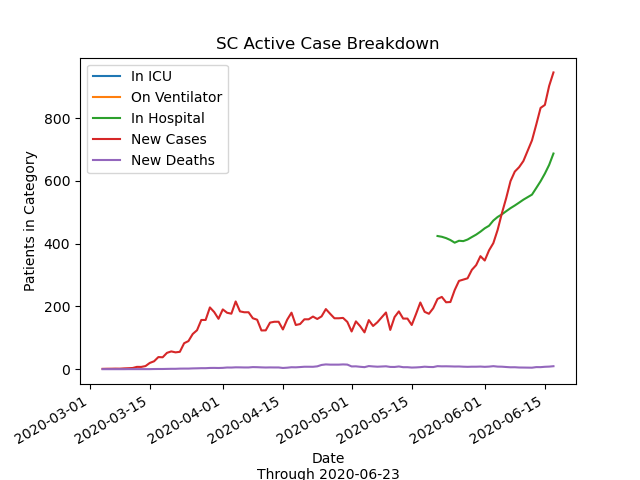 SC Active Case Breakdown
In ICU
On Ventilator
In Hospital
New Cases
New Deaths
Patients in Category
800
600
400
200
0
2020-03-01
2020-03-15
2020-04-01
2020-04-15
2020-05-01
2020-05-15
2020-06-01
2020-06-15
Date
Through 2020-06-23